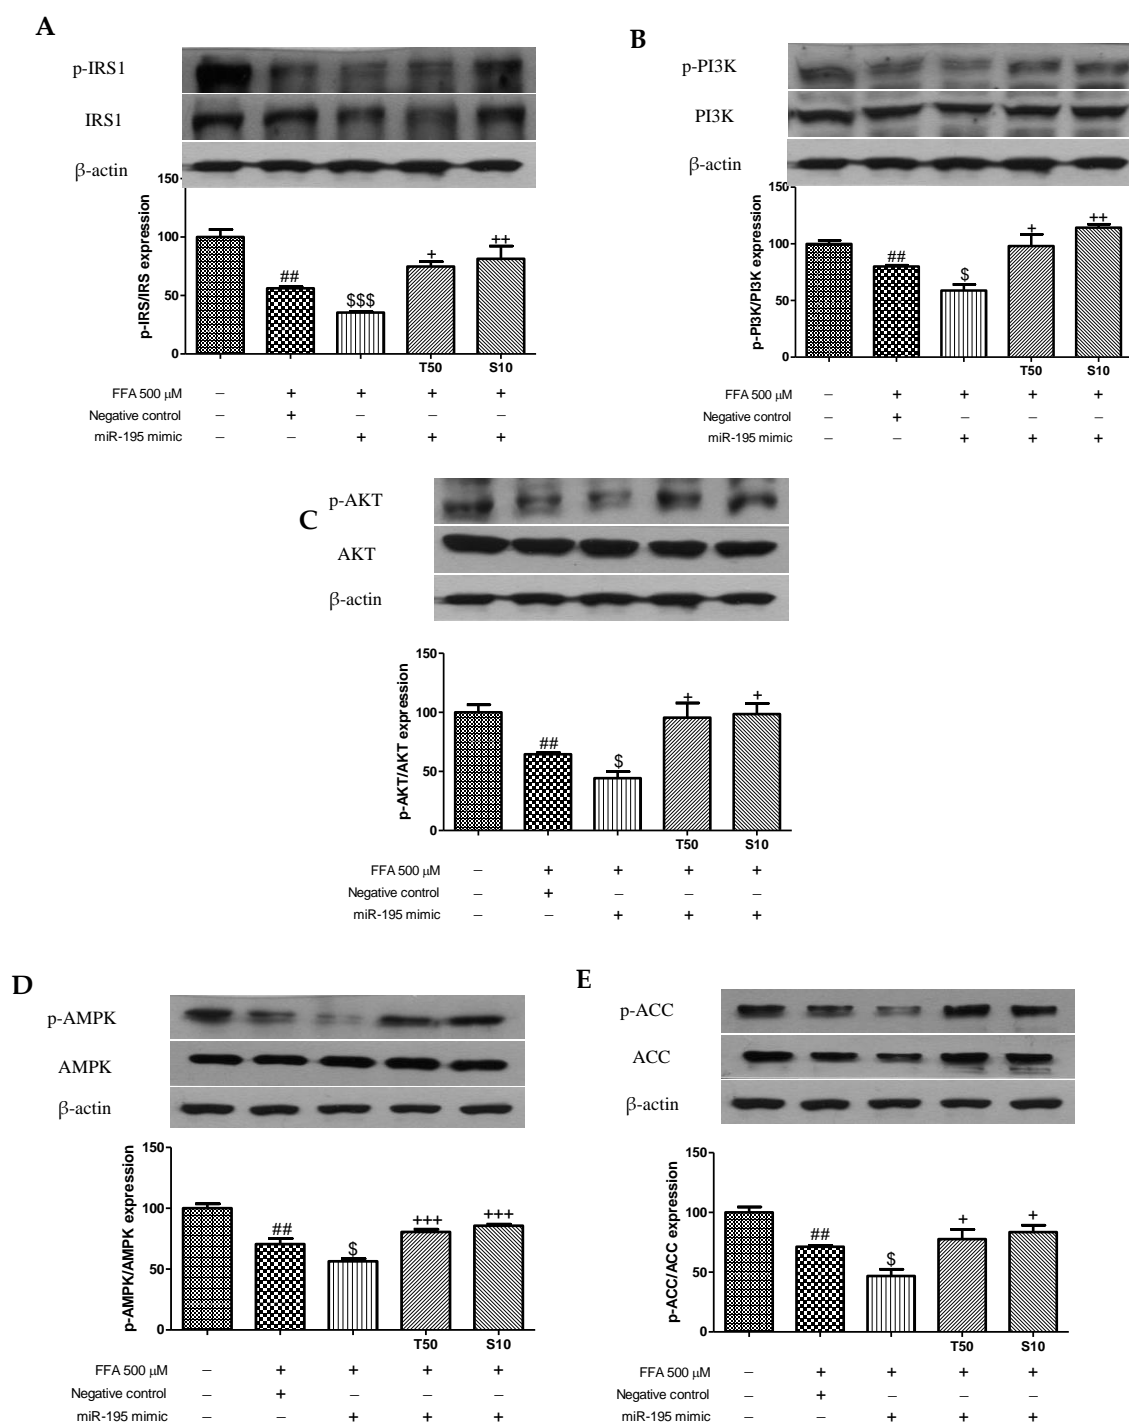 A
p-IRS1
IRS1
β-actin
150
100
50
0
p-IRS/IRS expression
##
$$$
+
++
T50 S10
FFA 500 μM − + + + +
Negative control − + − − −
miR-195 mimic − − + + +
B
p-PI3K
PI3K
β-actin
150
100
50
0
p-PI3K/PI3K expression
##
$
+
++
T50 S10
FFA 500 μM − + + + +
Negative control − + − − −
miR-195 mimic − − + + +
C
p-AKT
AKT
β-actin
150
100
50
0
p-AKT/AKT expression
##
$
+
+
T50 S10
FFA 500 μM − + + + +
Negative control − + − − −
miR-195 mimic − − + + +
D
p-AMPK
AMPK
β-actin
150
100
50
0
p-AMPK/AMPK expression
##
$
+++
+++
T50 S10
FFA 500 μM − + + + +
Negative control − + − − −
miR-195 mimic − − + + +
E
p-ACC
ACC
β-actin
150
100
50
0
p-ACC/ACC expression
##
$
+
+
T50 S10
FFA 500 μM − + + + +
Negative control − + − − −
miR-195 mimic − − + + +